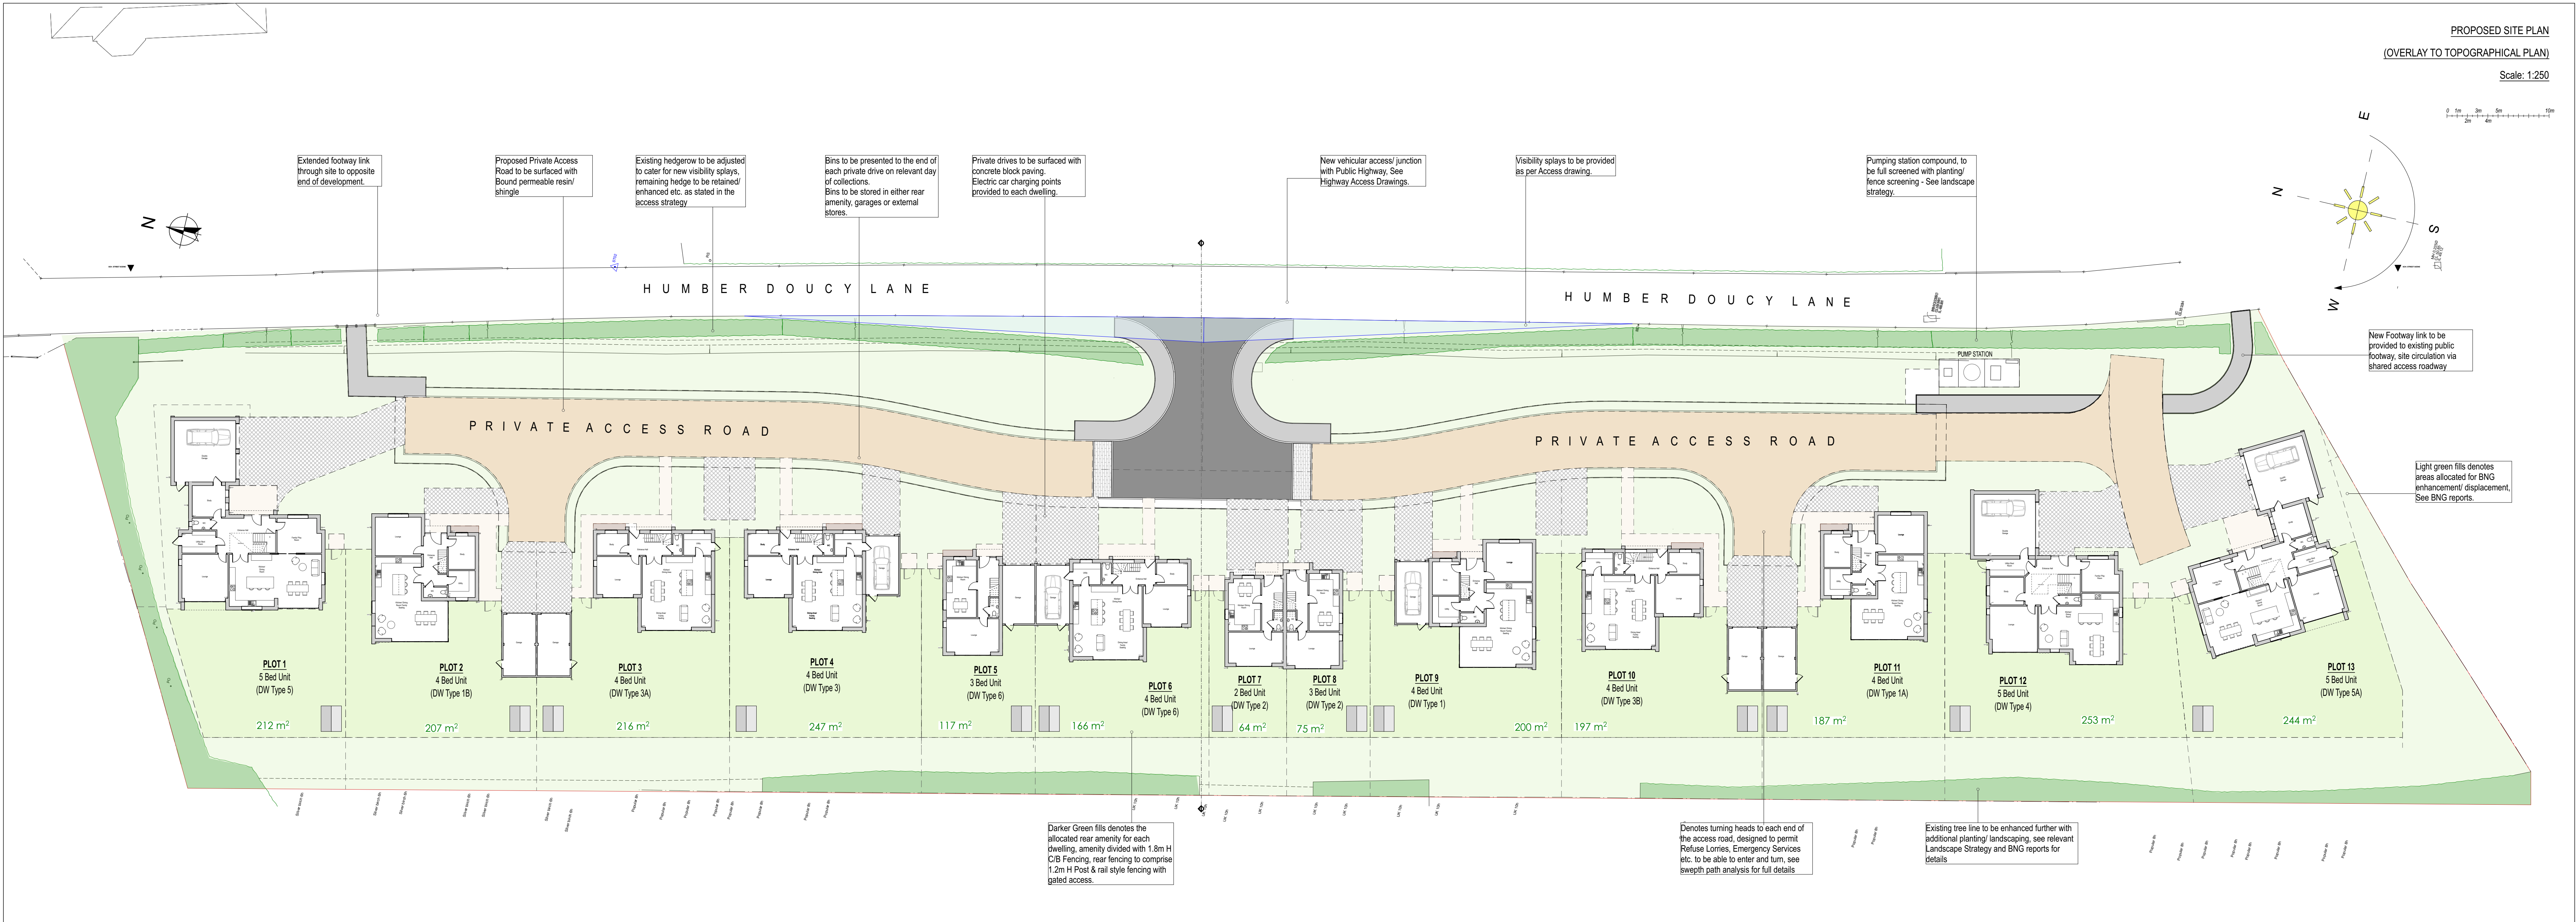 PROPOSED SITE PLAN
(OVERLAY TO TOPOGRAPHICAL PLAN)
Scale: 1:250
0 1m 3m 5m 10m
2m 4m
E
N
S
W
N
Extended footway link
through site to opposite
end of development.
Proposed Private Access
Road to be surfaced with
Bound permeable resin/
shingle
Existing hedgerow to be adjusted
to cater for new visibility splays,
remaining hedge to be retained/
enhanced etc. as stated in the
access strategy
Bins to be presented to the end of
each private drive on relevant day
of collections.
Bins to be stored in either rear
amenity, garages or external
stores.
Private drives to be surfaced with
concrete block paving.
Electric car charging points
provided to each dwelling.
New vehicular access/ junction
with Public Highway, See
Highway Access Drawings.
Visibility splays to be provided
as per Access drawing.
Pumping station compound, to
be full screened with planting/
fence screening - See landscape
strategy.
HUMBER DOUCY LANE
HUMBER DOUCY LANE
New Footway link to be
provided to existing public
footway, site circulation via
shared access roadway
PUMP STATION
PRIVATE ACCESS ROAD
PRIVATE ACCESS ROAD
Light green fills denotes
areas allocated for BNG
enhancement/ displacement,
See BNG reports.
PLOT 1
5 Bed Unit
(DW Type 5)
212 m²
PLOT 2
4 Bed Unit
(DW Type 1B)
207 m²
PLOT 3
4 Bed Unit
(DW Type 3A)
216 m²
PLOT 4
4 Bed Unit
(DW Type 3)
247 m²
PLOT 5
3 Bed Unit
(DW Type 6)
117 m²
PLOT 6
4 Bed Unit
(DW Type 6)
166 m²
PLOT 7
2 Bed Unit
(DW Type 2)
64 m²
PLOT 8
3 Bed Unit
(DW Type 2)
75 m²
PLOT 9
4 Bed Unit
(DW Type 1)
200 m²
PLOT 10
4 Bed Unit
(DW Type 3B)
197 m²
PLOT 11
4 Bed Unit
(DW Type 1A)
187 m²
PLOT 12
5 Bed Unit
(DW Type 4)
253 m²
PLOT 13
5 Bed Unit
(DW Type 5A)
244 m²
Darker Green fills denotes the
allocated rear amenity for each
dwelling, amenity divided with 1.8m H
C/B Fencing, rear fencing to comprise
1.2m H Post & rail style fencing with
gated access.
Denotes turning heads to each end of
the access road, designed to permit
Refuse Lorries, Emergency Services
etc. to be able to enter and turn, see
swepth path analysis for full details
Existing tree line to be enhanced further with
additional planting/ landscaping, see relevant
Landscape Strategy and BNG reports for
details